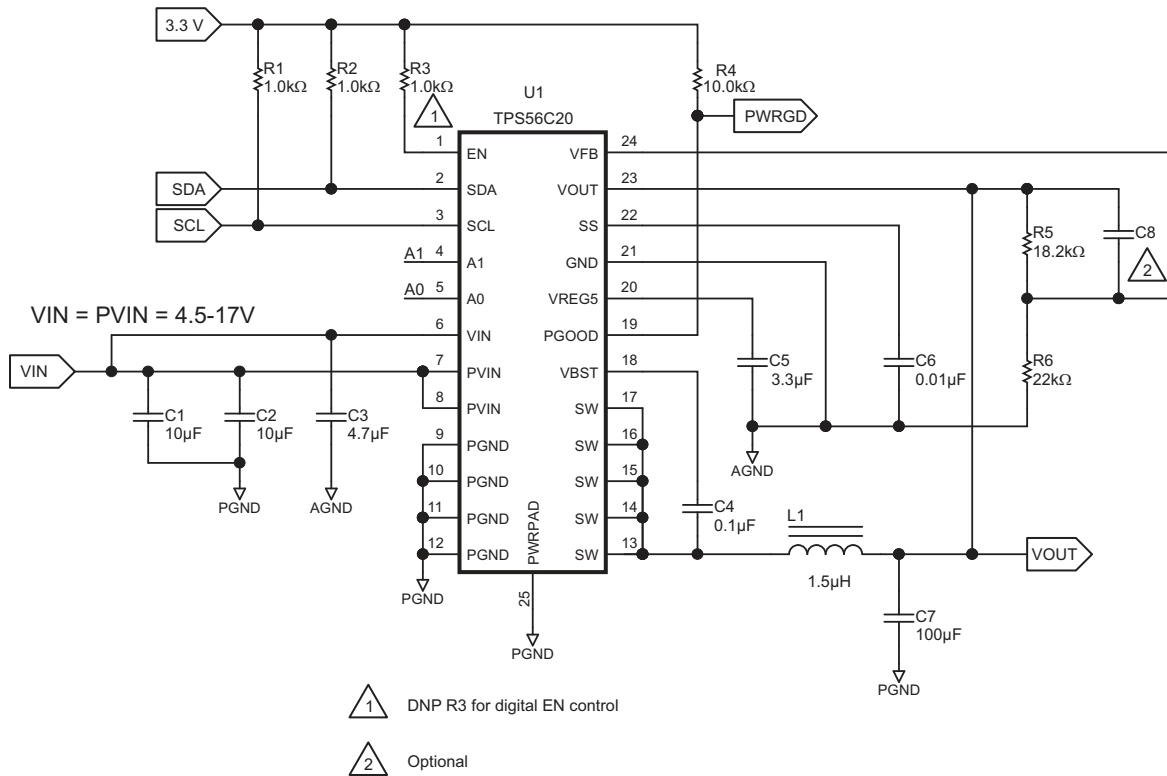 3.3 V
R1
1.0kΩ
R2
1.0kΩ
R3
1.0kΩ
R4
10.0kΩ
1
U1
TPS56C20
PWRGD
1
EN
VFB
24
SDA
2
SDA
VOUT
23
SCL
3
SCL
SS
22
R5
18.2kΩ
C8
2
A1
4
A1
GND
21
A0
5
A0
VREG5
20
VIN = PVIN = 4.5-17V
6
VIN
PGOOD
19
VIN
7
PVIN
VBST
18
C5
3.3µF
C6
0.01µF
R6
22kΩ
8
PVIN
SW
17
C1
10µF
C2
10µF
C3
4.7µF
9
PGND
SW
16
10
PGND
SW
15
PGND
AGND
AGND
11
PGND
SW
14
C4
0.1µF
L1
12
PGND
SW
13
PWRPAD
VOUT
1.5µH
PGND
25
C7
100µF
PGND
PGND
1
DNP R3 for digital EN control
2
Optional